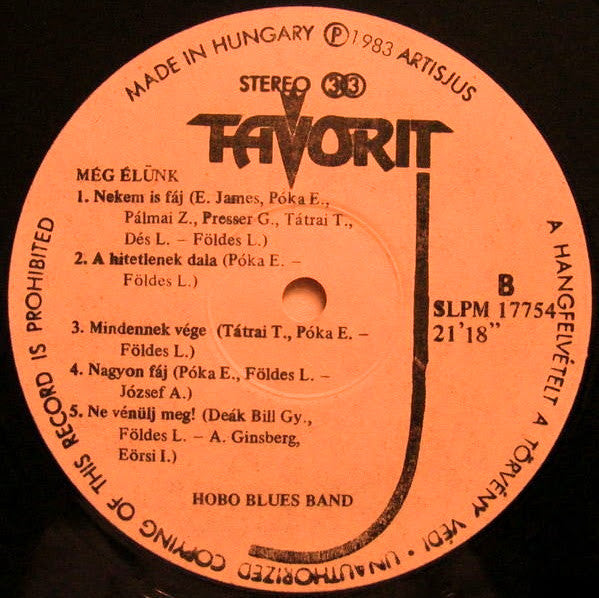 MADE IN HUNGARY Ⓟ 1983 ARTISJUS
STEREO 33
FAVORIT
MÉG ÉLÜNK
1. Nekem is fáj (E. James, Póka E.,
Pálmai Z., Presser G., Tátrai T.,
Dés L. – Földes L.)
2. A hitetlenek dala (Póka E. –
Földes L.)
3. Mindennek vége (Tátrai T., Póka E. –
Földes L.)
4. Nagyon fáj (Póka E., Földes L. –
József A.)
5. Ne vénülj meg! (Deák Bill Gy.,
Földes L. – A. Ginsberg,
Eörsi I.)
B
SLPM 17754
21'18"
HOBO BLUES BAND
A HANGFELVÉTELT A TÖRVÉNY VÉDI · UNAUTHORIZED COPYING OF THIS RECORD IS PROHIBITED